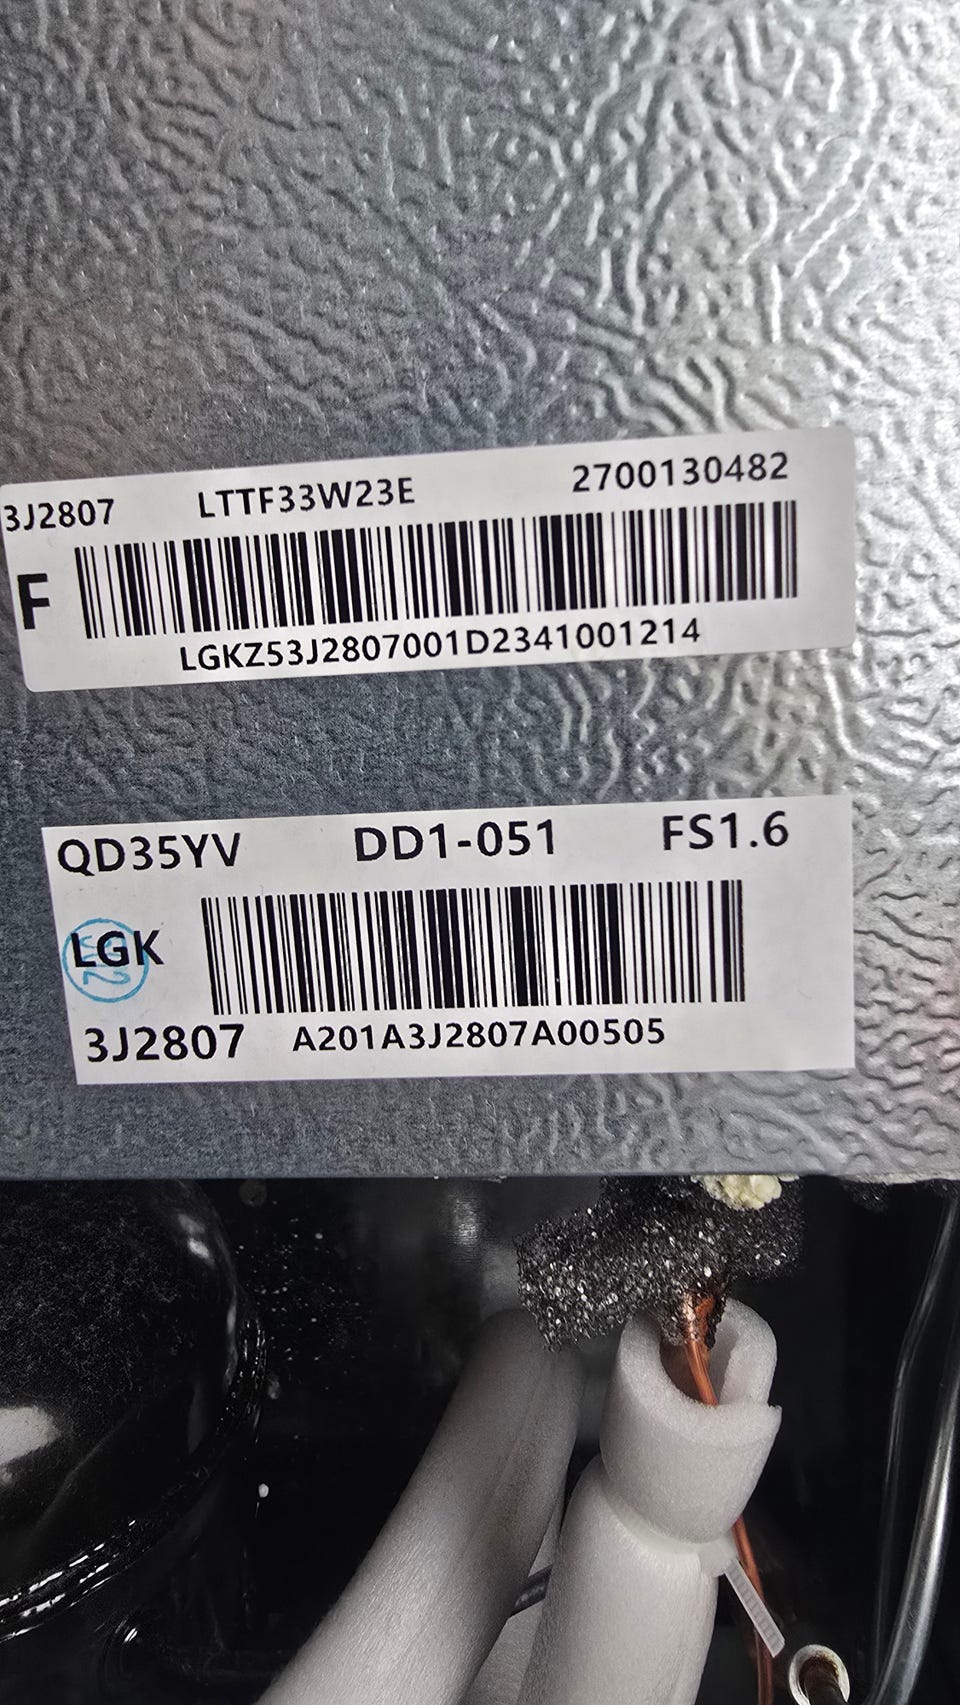 3J2807 LTTF33W23E 2700130482
F
LGKZ53J2807001D2341001214
QD35YV DD1-051 FS1.6
LGK
3J2807 A201A3J2807A00505